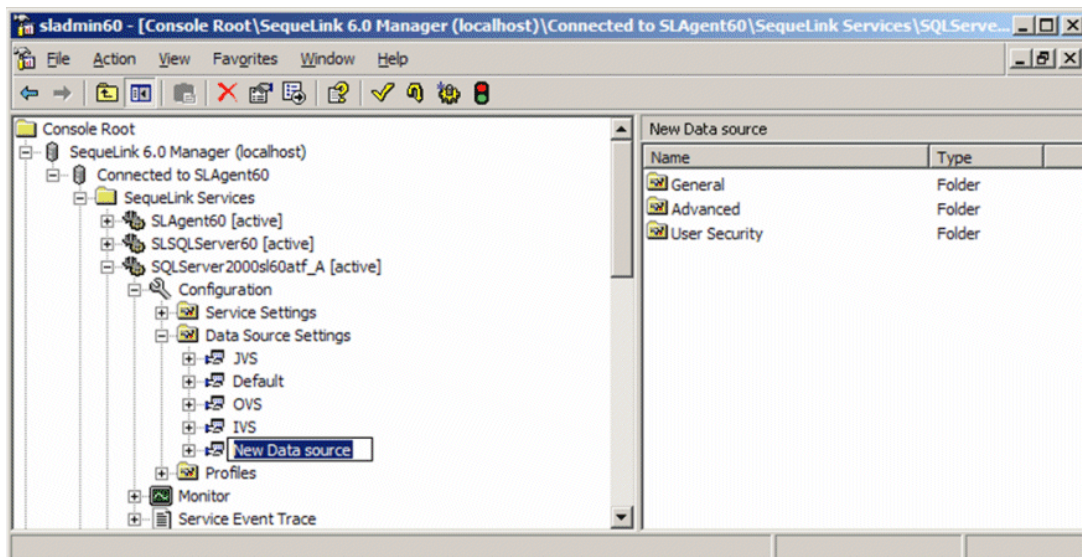 sladmin60 - [Console Root\SequeLink 6.0 Manager (localhost)\Connected to SLAgent60\SequeLink Services\SQLServe...
File Action View Favorites Window Help
Console Root
SequeLink 6.0 Manager (localhost)
Connected to SLAgent60
SequeLink Services
SLAgent60 [active]
SLSQLServer60 [active]
SQLServer2000sl60atf_A [active]
Configuration
Service Settings
Data Source Settings
JVS
Default
OVS
IVS
New Data source
Profiles
Monitor
Service Event Trace
New Data source
Name Type
General Folder
Advanced Folder
User Security Folder